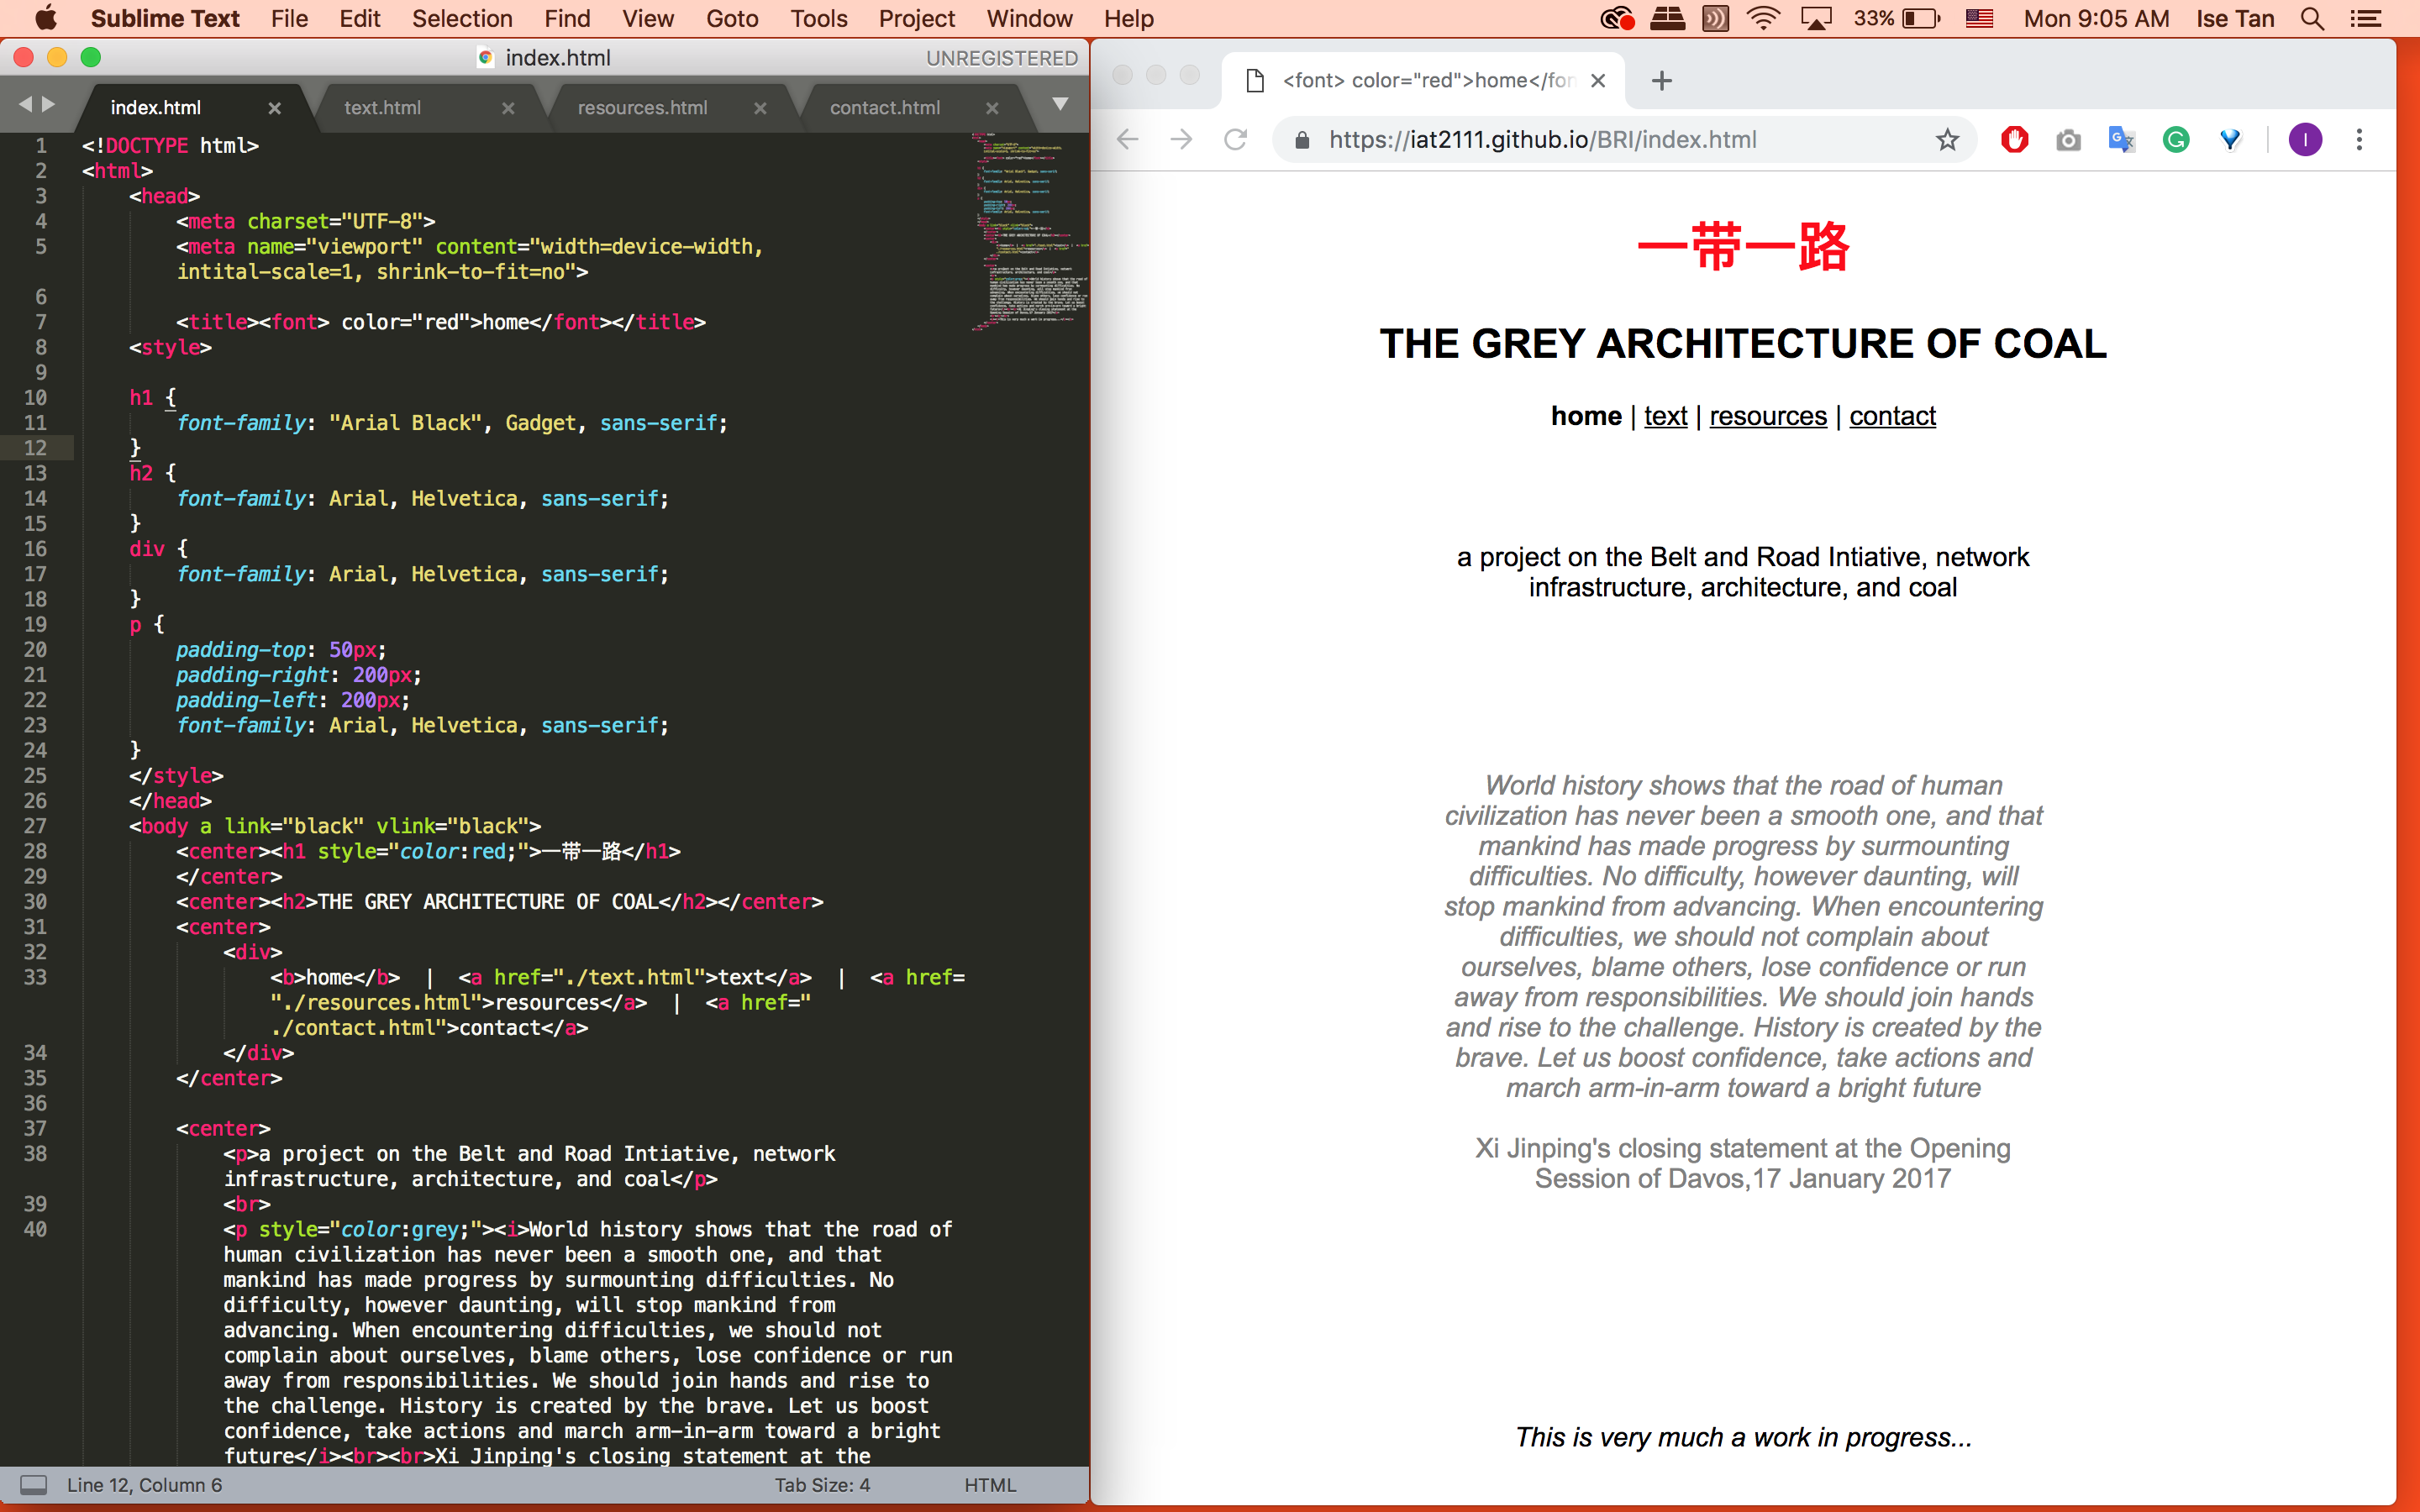 Sublime Text File Edit Selection Find View Goto Tools Project Window Help 33% Mon 9:05 AM Ise Tan
index.html UNREGISTERED
index.html text.html resources.html contact.html
1 <!DOCTYPE html>
2 <html>
3 <head>
4 <meta charset="UTF-8">
5 <meta name="viewport" content="width=device-width,
intital-scale=1, shrink-to-fit=no">
6
7 <title><font> color="red">home</font></title>
8 <style>
9
10 h1 {
11 font-family: "Arial Black", Gadget, sans-serif;
12 }
13 h2 {
14 font-family: Arial, Helvetica, sans-serif;
15 }
16 div {
17 font-family: Arial, Helvetica, sans-serif;
18 }
19 p {
20 padding-top: 50px;
21 padding-right: 200px;
22 padding-left: 200px;
23 font-family: Arial, Helvetica, sans-serif;
24 }
25 </style>
26 </head>
27 <body a link="black" vlink="black">
28 <center><h1 style="color:red;">一带一路</h1>
29 </center>
30 <center><h2>THE GREY ARCHITECTURE OF COAL</h2></center>
31 <center>
32 <div>
33 <b>home</b> | <a href="./text.html">text</a> | <a href=
"./resources.html">resources</a> | <a href="
./contact.html">contact</a>
34 </div>
35 </center>
36
37 <center>
38 <p>a project on the Belt and Road Intiative, network
infrastructure, architecture, and coal</p>
39 <br>
40 <p style="color:grey;"><i>World history shows that the road of
human civilization has never been a smooth one, and that
mankind has made progress by surmounting difficulties. No
difficulty, however daunting, will stop mankind from
advancing. When encountering difficulties, we should not
complain about ourselves, blame others, lose confidence or run
away from responsibilities. We should join hands and rise to
the challenge. History is created by the brave. Let us boost
confidence, take actions and march arm-in-arm toward a bright
future</i><br><br>Xi Jinping's closing statement at the
Line 12, Column 6 Tab Size: 4 HTML
<font> color="red">home</fon
https://iat2111.github.io/BRI/index.html
I
一带一路
THE GREY ARCHITECTURE OF COAL
home | text | resources | contact
a project on the Belt and Road Intiative, network
infrastructure, architecture, and coal
World history shows that the road of human
civilization has never been a smooth one, and that
mankind has made progress by surmounting
difficulties. No difficulty, however daunting, will
stop mankind from advancing. When encountering
difficulties, we should not complain about
ourselves, blame others, lose confidence or run
away from responsibilities. We should join hands
and rise to the challenge. History is created by the
brave. Let us boost confidence, take actions and
march arm-in-arm toward a bright future
Xi Jinping's closing statement at the Opening
Session of Davos,17 January 2017
This is very much a work in progress...